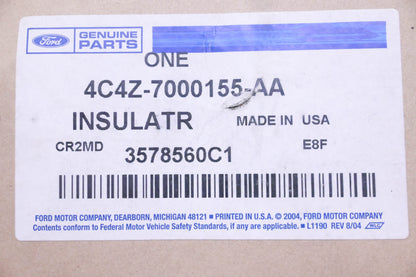 Ford GENUINE PARTS
ONE
4C4Z-7000155-AA
INSULATR MADE IN USA
CR2MD 3578560C1 E8F
FORD MOTOR COMPANY, DEARBORN, MICHIGAN 48121 ■ PRINTED IN U.S.A. © 2004, FORD MOTOR COMPANY
Contents conform to Federal Motor Vehicle Safety Standards, if any are applicable. ■ L1190 REV 8/04